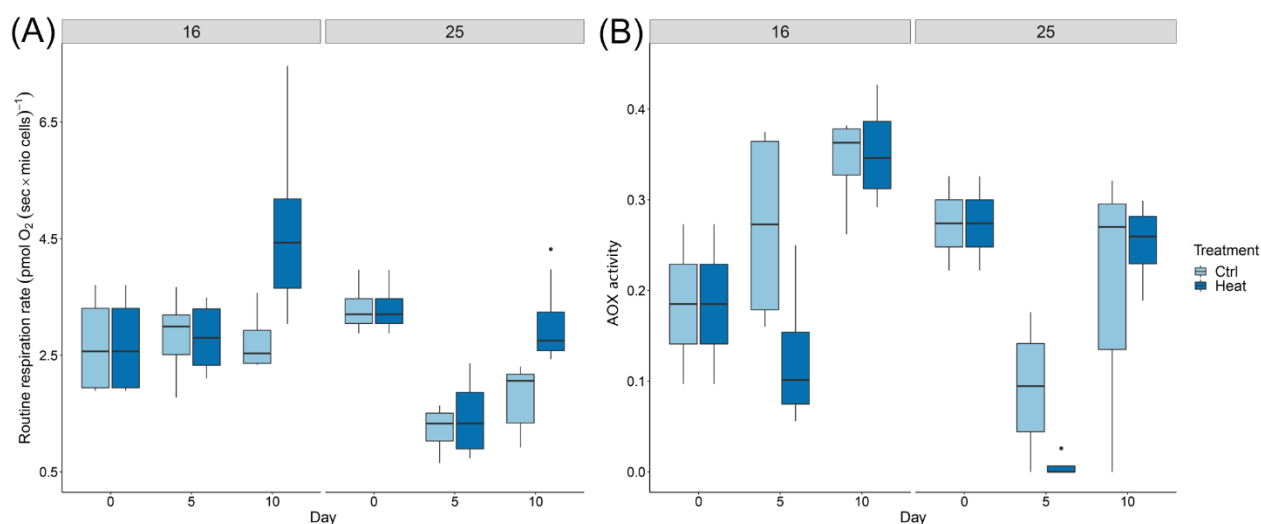 (A)
16
25
Routine respiration rate (pmol O₂ (sec × mio cells)⁻¹)
6.5
4.5
2.5
0.5
0
5
10
0
5
10
Day
(B)
16
25
AOX activity
0.4
0.3
0.2
0.1
0.0
0
5
10
0
5
10
Day
Treatment
Ctrl
Heat